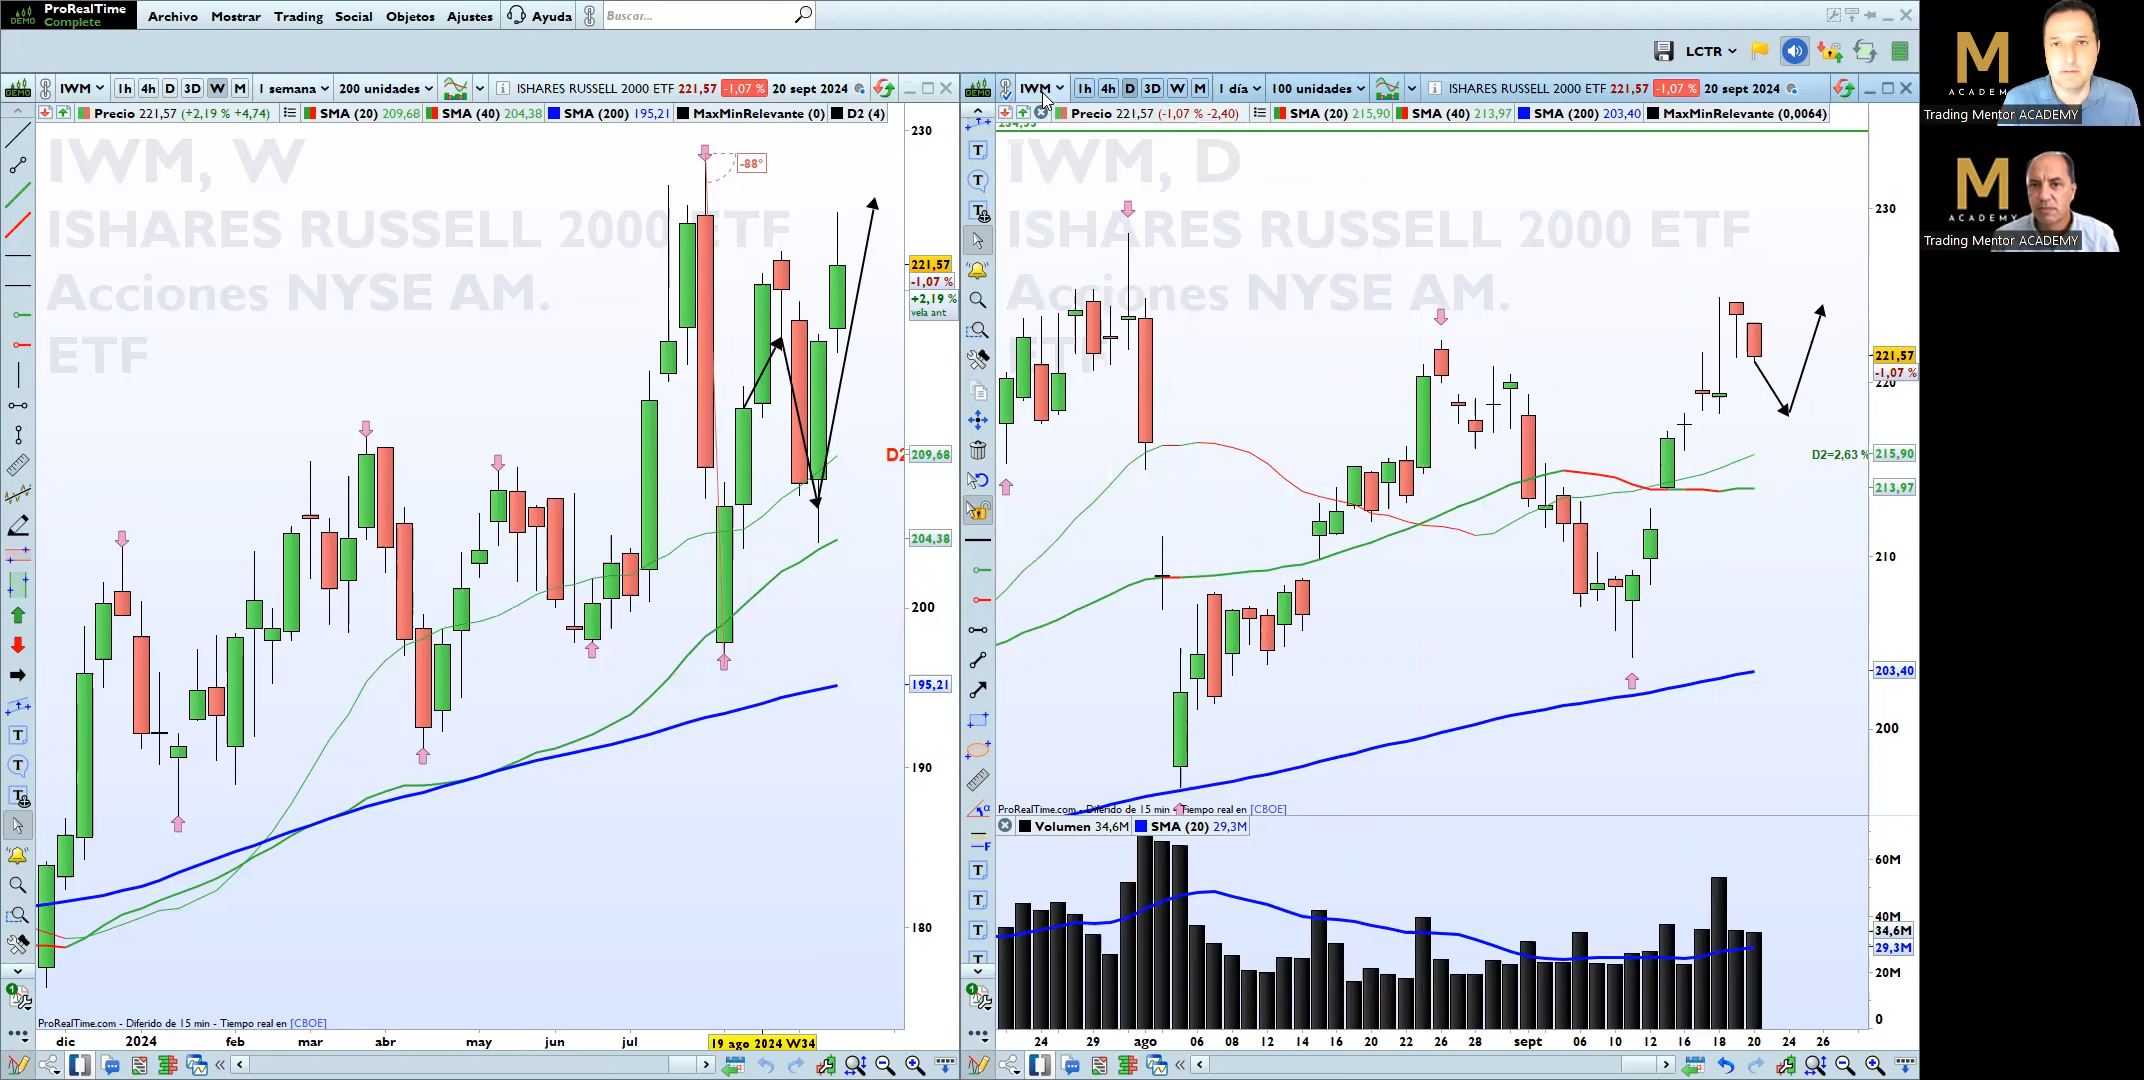 DEMO ProRealTime Complete
Archivo Mostrar Trading Social Objetos Ajustes Ayuda Buscar...
LCTR
DEMO IWM 1h 4h D 3D W M 1 semana 200 unidades ISHARES RUSSELL 2000 ETF 221,57 -1,07 % 20 sept 2024
Precio 221,57 (+2,19 % +4,74) SMA (20) 209,68 SMA (40) 204,38 SMA (200) 195,21 MaxMinRelevante (0) D2 (4)
IWM, W
ISHARES RUSSELL 2000 ETF
Acciones NYSE AM.
ETF
-88°
230
221,57
-1,07 %
+2,19 %
vela ant
D2 209,68
204,38
200
195,21
190
180
ProRealTime.com - Diferido de 15 min - Tiempo real en [CBOE]
dic 2024 feb mar abr may jun jul 19 ago 2024 W34
DEMO IWM 1h 4h D 3D W M 1 día 100 unidades ISHARES RUSSELL 2000 ETF 221,57 -1,07 % 20 sept 2024
Precio 221,57 (-1,07 % -2,40) SMA (20) 215,90 SMA (40) 213,97 SMA (200) 203,40 MaxMinRelevante (0,0064)
IWM, D
ISHARES RUSSELL 2000 ETF
Acciones NYSE AM.
ETF
230
221,57
-1,07 %
220
D2=2,63 % 215,90
213,97
210
203,40
200
ProRealTime.com - Diferido de 15 min - Tiempo real en [CBOE]
Volumen 34,6M SMA (20) 29,3M
60M
40M
34,6M
29,3M
20M
0
24 29 ago 06 08 12 14 16 20 22 26 28 sept 06 10 12 16 18 20 24 26
M
ACADEMY
Trading Mentor ACADEMY
M
ACADEMY
Trading Mentor ACADEMY